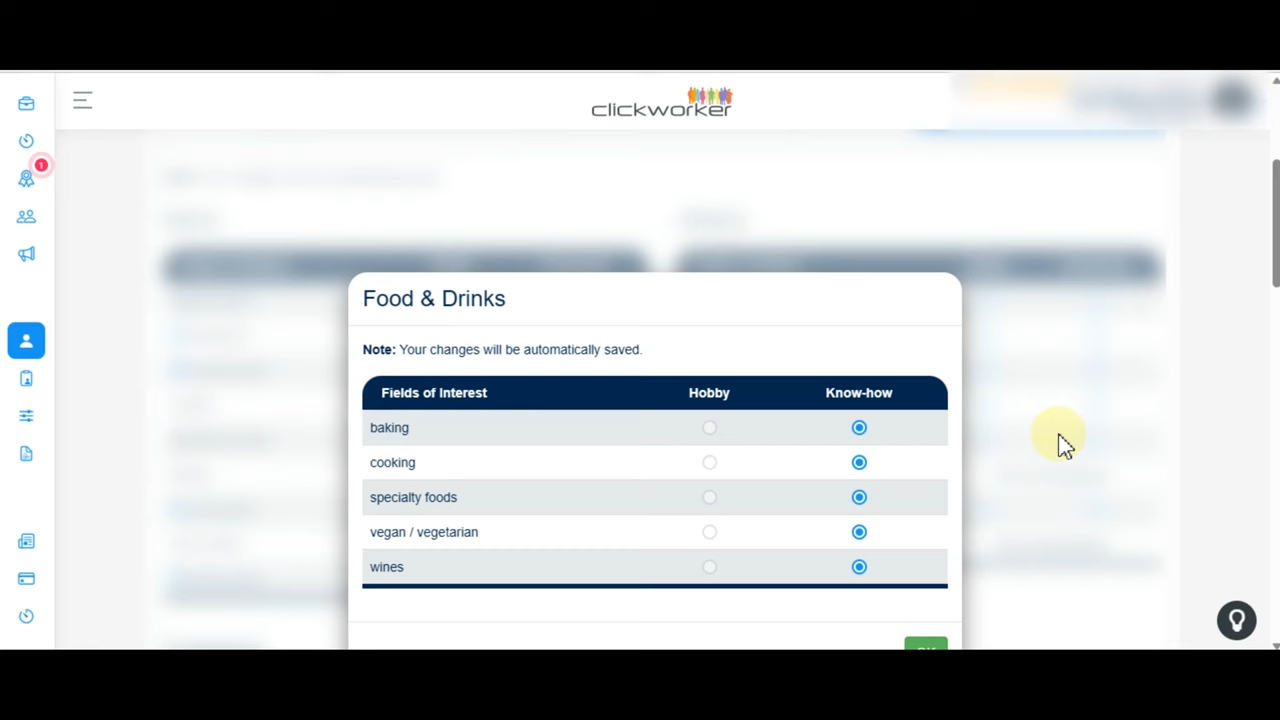 clickworker
1
Food & Drinks
Note: Your changes will be automatically saved.
Fields of Interest Hobby Know-how
baking
cooking
specialty foods
vegan / vegetarian
wines